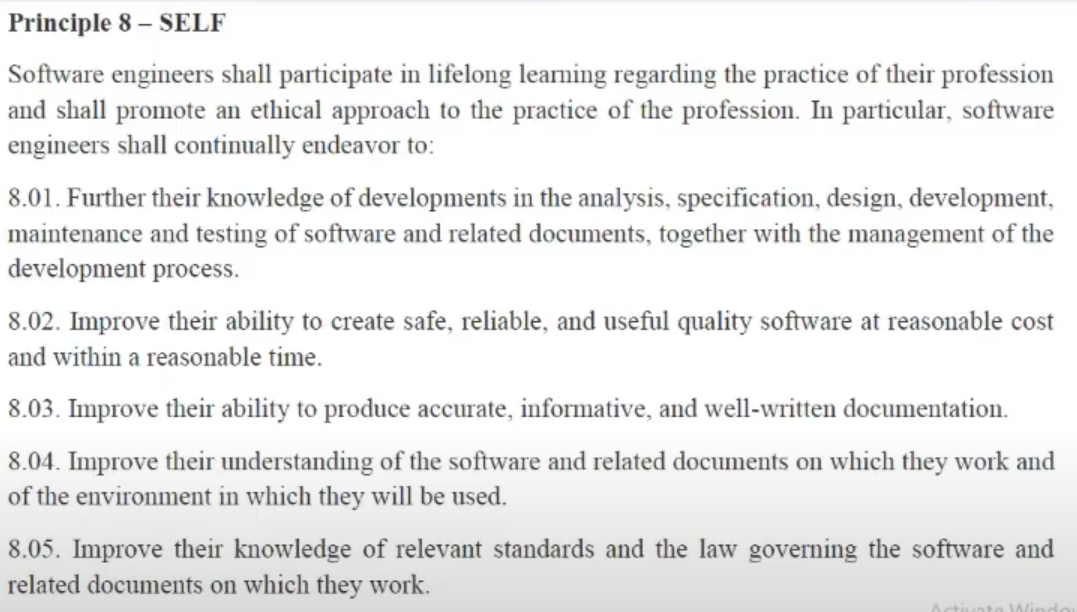 Principle 8 – SELF
Software engineers shall participate in lifelong learning regarding the practice of their profession
and shall promote an ethical approach to the practice of the profession. In particular, software
engineers shall continually endeavor to:
8.01. Further their knowledge of developments in the analysis, specification, design, development,
maintenance and testing of software and related documents, together with the management of the
development process.
8.02. Improve their ability to create safe, reliable, and useful quality software at reasonable cost
and within a reasonable time.
8.03. Improve their ability to produce accurate, informative, and well-written documentation.
8.04. Improve their understanding of the software and related documents on which they work and
of the environment in which they will be used.
8.05. Improve their knowledge of relevant standards and the law governing the software and
related documents on which they work.
Activate Window